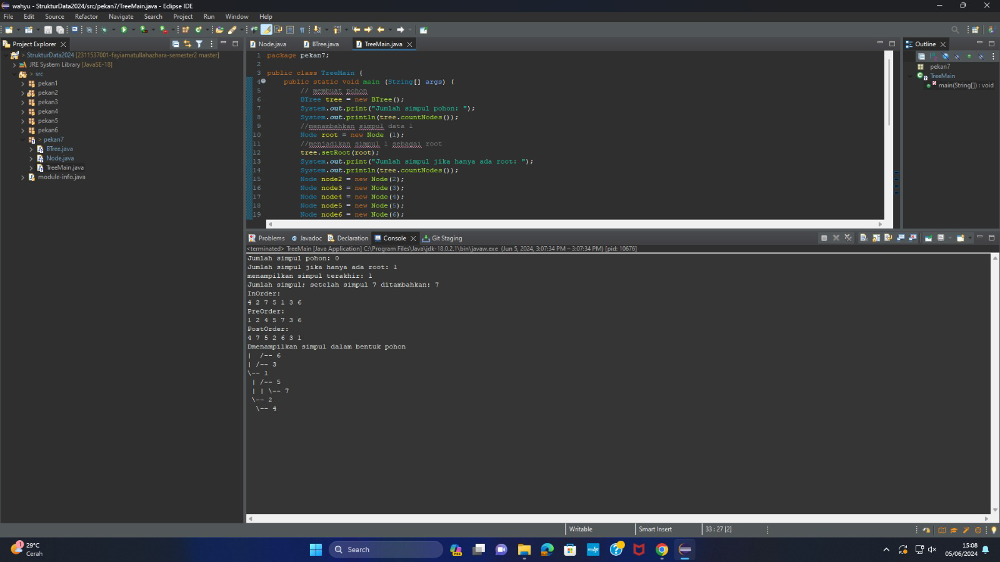 wahyu - StrukturData2024/src/pekan7/TreeMain.java - Eclipse IDE
File Edit Source Refactor Navigate Search Project Run Window Help
Project Explorer
StrukturData2024 [2311537001-fayiamatullahazhara-semester2 master]
JRE System Library [JavaSE-18]
src
pekan1
pekan2
pekan3
pekan4
pekan5
pekan6
pekan7
BTree.java
Node.java
TreeMain.java
module-info.java
Node.java BTree.java TreeMain.java
1 package pekan7;
2
3 public class TreeMain {
4 public static void main (String[] args) {
5 // membuat pohon
6 BTree tree = new BTree();
7 System.out.print("Jumlah simpul pohon: ");
8 System.out.println(tree.countNodes());
9 //menambahkan simpul data 1
10 Node root = new Node (1);
11 //menjadikan simpul 1 sebagai root
12 tree.setRoot(root);
13 System.out.print("Jumlah simpul jika hanya ada root: ");
14 System.out.println(tree.countNodes());
15 Node node2 = new Node(2);
16 Node node3 = new Node(3);
17 Node node4 = new Node(4);
18 Node node5 = new Node(5);
19 Node node6 = new Node(6);
Outline
pekan7
TreeMain
main(String[]) : void
Problems Javadoc Declaration Console Git Staging
<terminated> TreeMain [Java Application] C:\Program Files\Java\jdk-18.0.2.1\bin\javaw.exe (Jun 5, 2024, 3:07:34 PM – 3:07:34 PM) [pid: 10676]
Jumlah simpul pohon: 0
Jumlah simpul jika hanya ada root: 1
menampilkan simpul terakhir: 1
Jumlah simpul; setelah simpul 7 ditambahkan: 7
InOrder:
4 2 7 5 1 3 6
PreOrder:
1 2 4 5 7 3 6
PostOrder:
4 7 5 2 6 3 1
Dmenampilkan simpul dalam bentuk pohon
|  /-- 6
| /-- 3
\-- 1
 | /-- 5
 | | \-- 7
 \-- 2
  \-- 4
Writable Smart Insert 33 : 27 [2]
1
29°C
Cerah
Search
PRE
15:08
05/06/2024